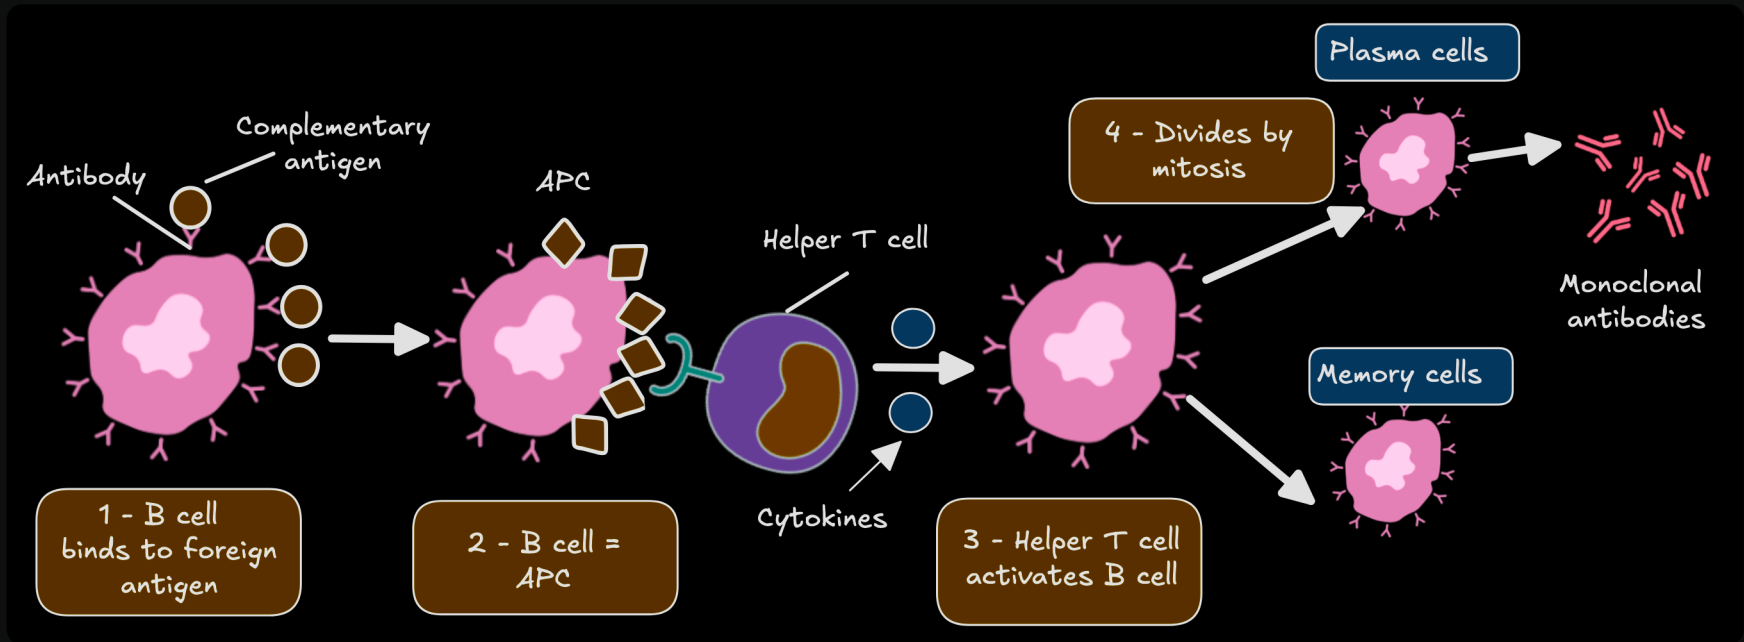 Plasma cells
4 - Divides by
mitosis
Complementary
antigen
Antibody
APC
Helper T cell
Monoclonal
antibodies
Memory cells
Cytokines
1 - B cell
binds to foreign
antigen
2 - B cell =
APC
3 - Helper T cell
activates B cell